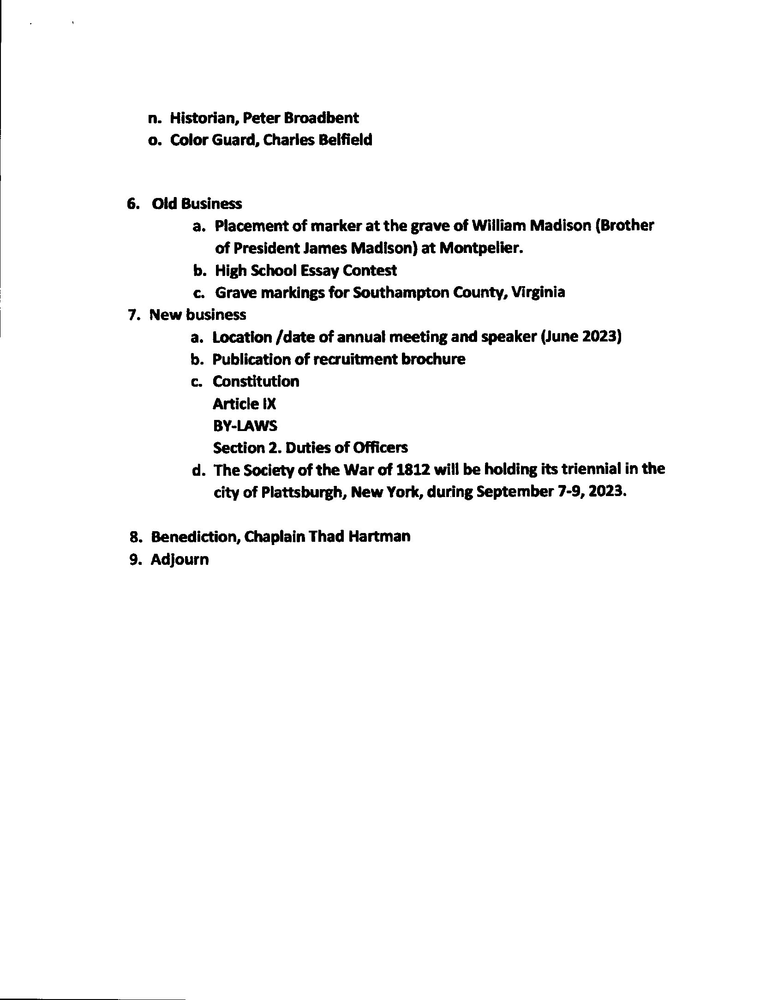 n. Historian, Peter Broadbent
o. Color Guard, Charles Belfield
6. Old Business
a. Placement of marker at the grave of William Madison (Brother
of President James Madison) at Montpelier.
b. High School Essay Contest
c. Grave markings for Southampton County, Virginia
7. New business
a. Location /date of annual meeting and speaker (June 2023)
b. Publication of recruitment brochure
c. Constitution
Article IX
BY-LAWS
Section 2. Duties of Officers
d. The Society of the War of 1812 will be holding its triennial in the
city of Plattsburgh, New York, during September 7-9, 2023.
8. Benediction, Chaplain Thad Hartman
9. Adjourn